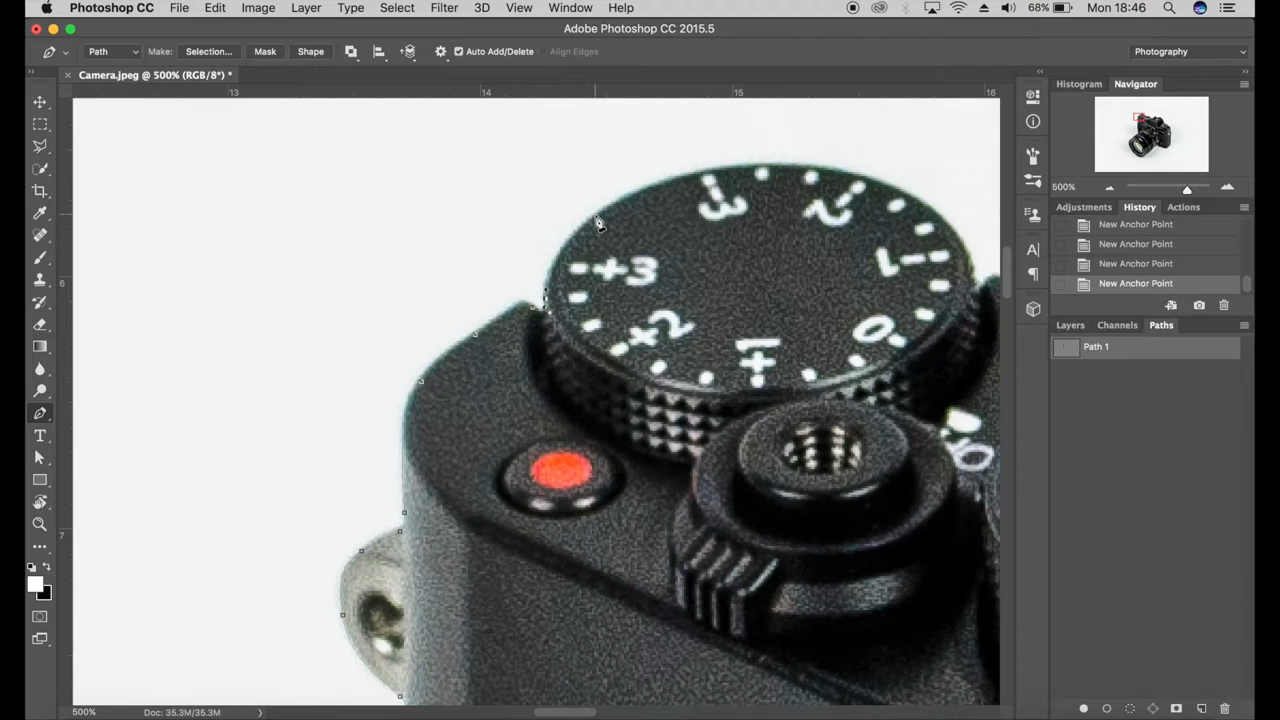 Photoshop CC File Edit Image Layer Type Select Filter 3D View Window Help 68% Mon 18:46
Adobe Photoshop CC 2015.5
Path Make: Selection... Mask Shape Auto Add/Delete Align Edges Photography
Camera.jpeg @ 500% (RGB/8*) *
13 14 15 16
Histogram Navigator
500%
Adjustments History Actions
New Anchor Point
New Anchor Point
New Anchor Point
New Anchor Point
Layers Channels Paths
Path 1
3 2 1 0 +1 +2 +3
6
7
500% Doc: 35.3M/35.3M